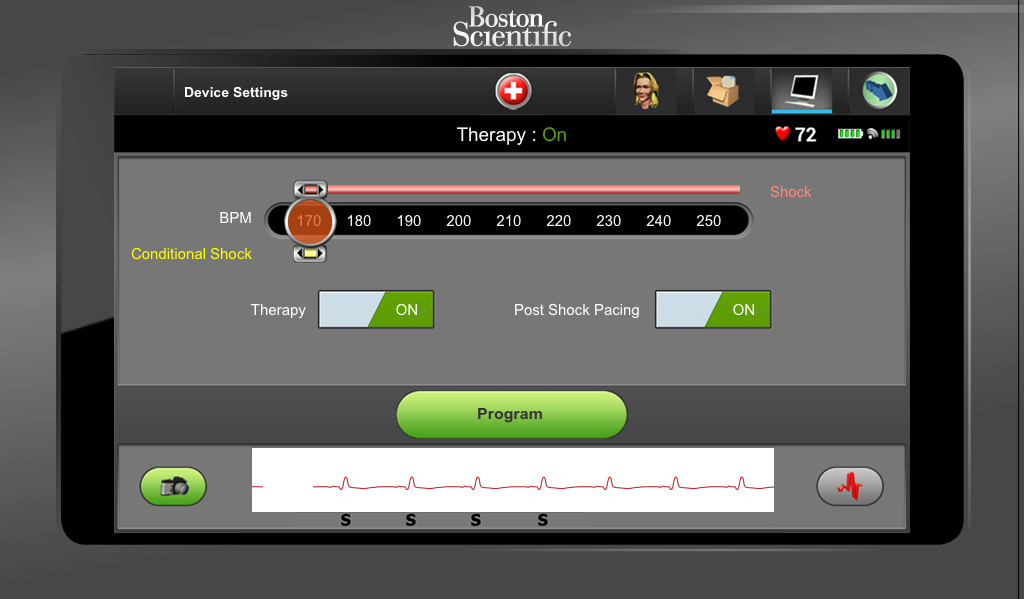 Boston
Scientific
Device Settings
Therapy : On
72
Shock
BPM
170 180 190 200 210 220 230 240 250
Conditional Shock
Therapy
ON
Post Shock Pacing
ON
Program
S S S S